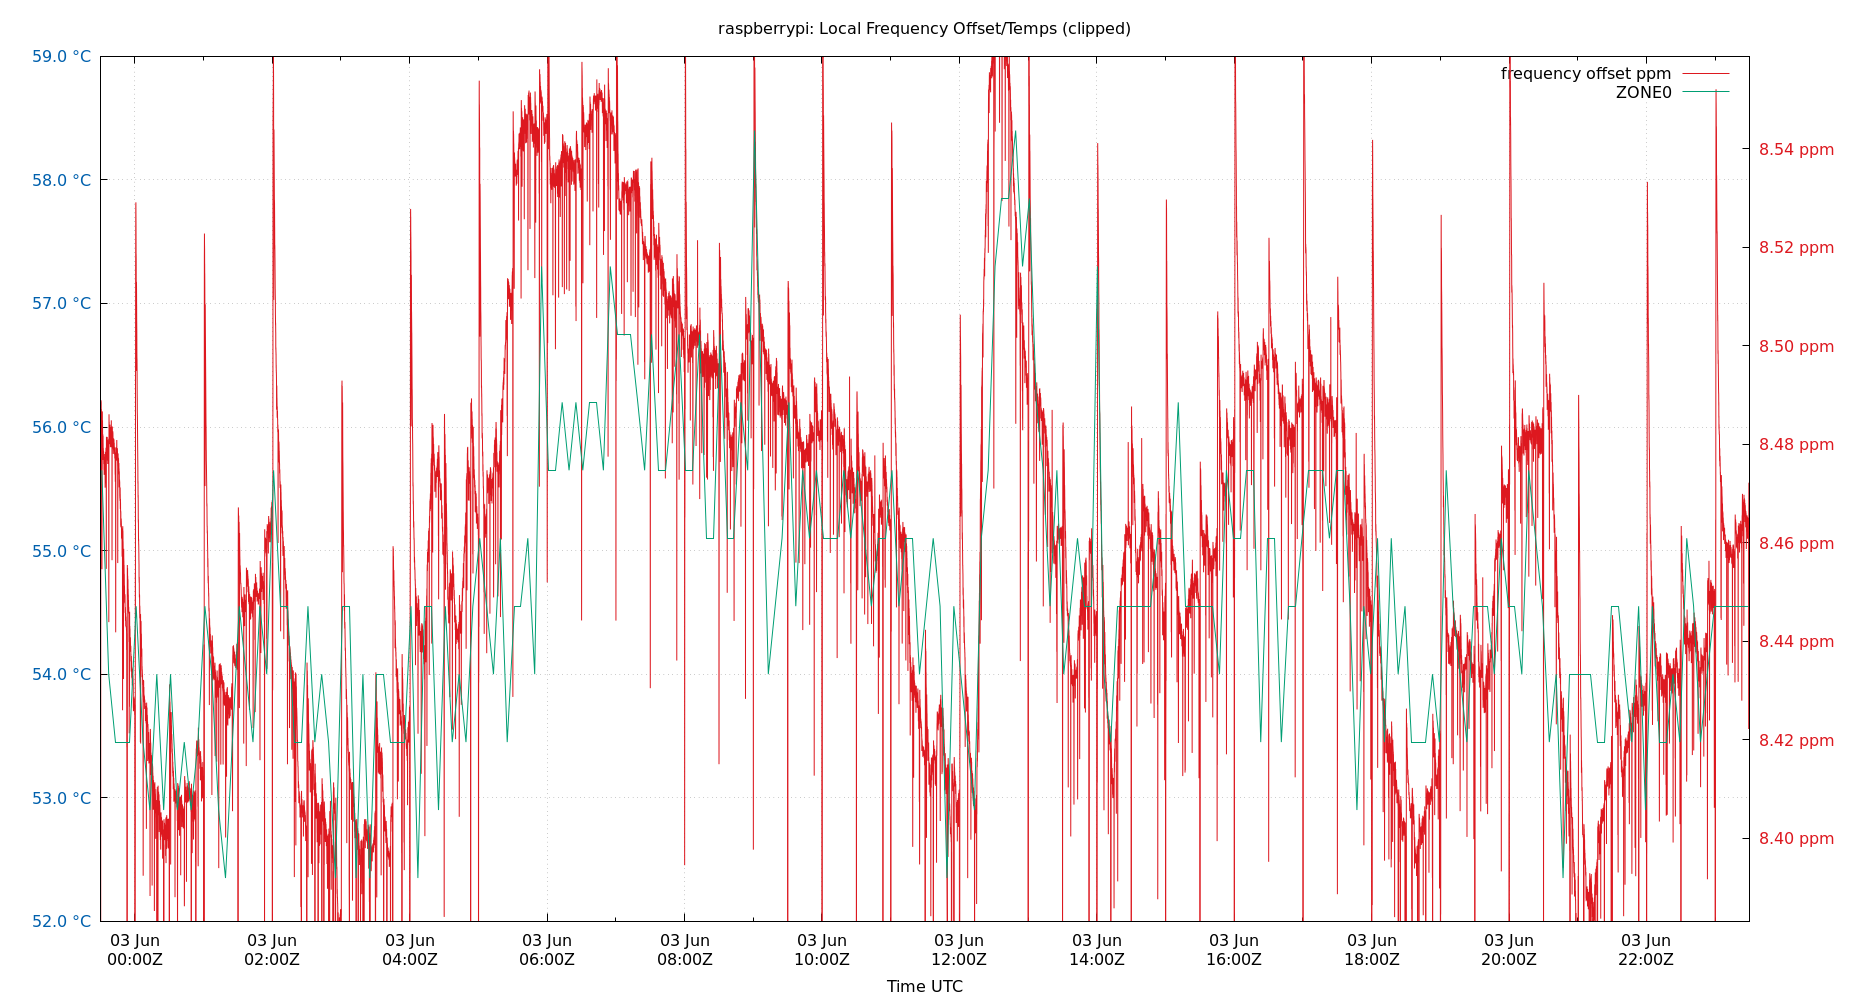 raspberrypi: Local Frequency Offset/Temps (clipped)
frequency offset ppm
ZONE0
59.0 °C
58.0 °C
57.0 °C
56.0 °C
55.0 °C
54.0 °C
53.0 °C
52.0 °C
8.54 ppm
8.52 ppm
8.50 ppm
8.48 ppm
8.46 ppm
8.44 ppm
8.42 ppm
8.40 ppm
03 Jun 03 Jun 03 Jun 03 Jun 03 Jun 03 Jun 03 Jun 03 Jun 03 Jun 03 Jun 03 Jun 03 Jun
00:00Z 02:00Z 04:00Z 06:00Z 08:00Z 10:00Z 12:00Z 14:00Z 16:00Z 18:00Z 20:00Z 22:00Z
Time UTC